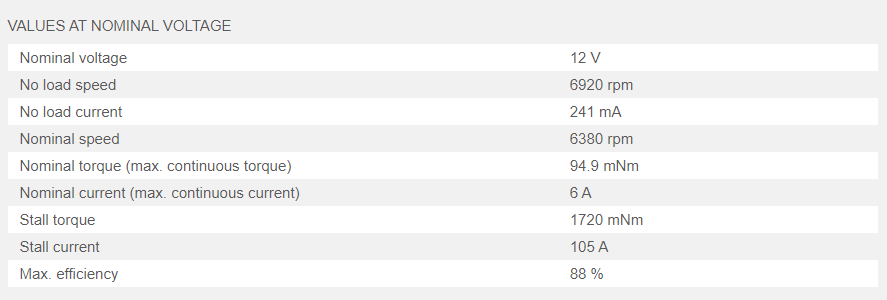 VALUES AT NOMINAL VOLTAGE
Nominal voltage 12 V
No load speed 6920 rpm
No load current 241 mA
Nominal speed 6380 rpm
Nominal torque (max. continuous torque) 94.9 mNm
Nominal current (max. continuous current) 6 A
Stall torque 1720 mNm
Stall current 105 A
Max. efficiency 88 %